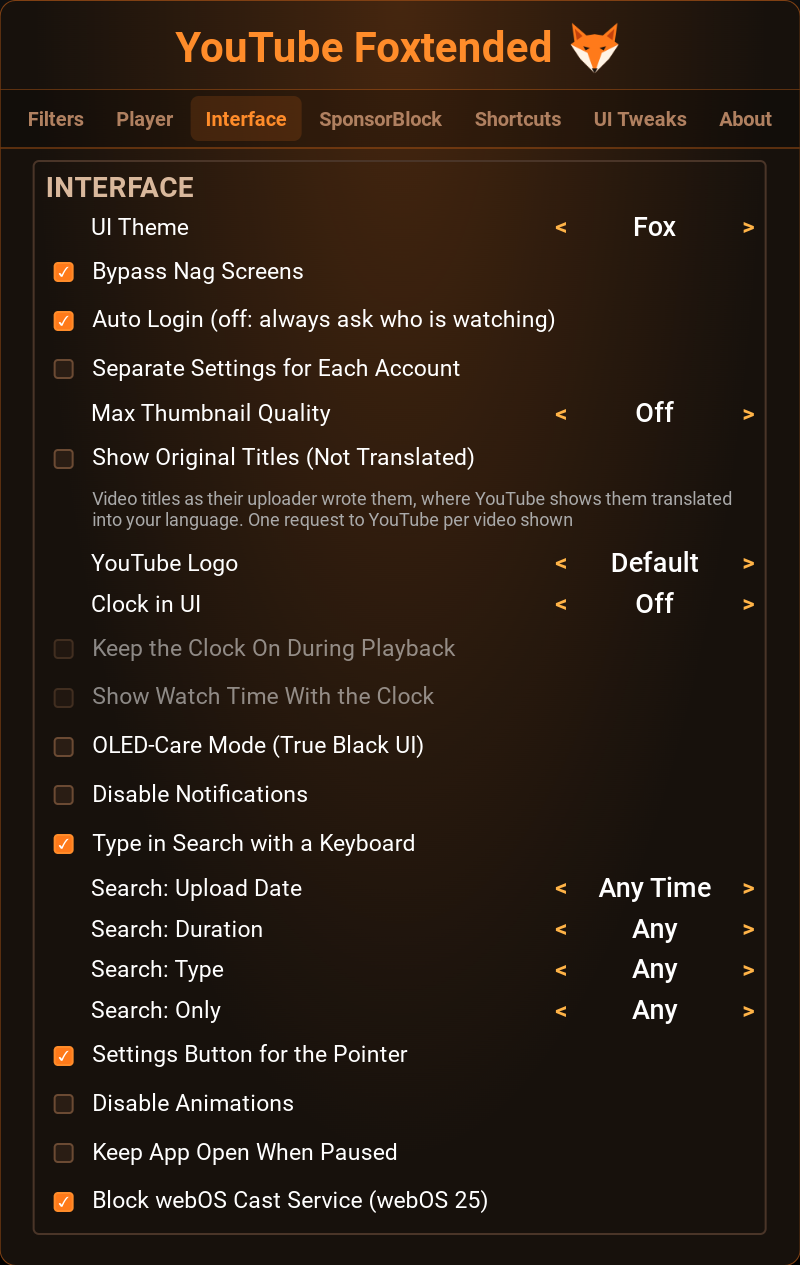 YouTube Foxtended
Filters Player Interface SponsorBlock Shortcuts UI Tweaks About
INTERFACE
UI Theme < Fox >
Bypass Nag Screens
Auto Login (off: always ask who is watching)
Separate Settings for Each Account
Max Thumbnail Quality < Off >
Show Original Titles (Not Translated)
Video titles as their uploader wrote them, where YouTube shows them translated
into your language. One request to YouTube per video shown
YouTube Logo < Default >
Clock in UI < Off >
Keep the Clock On During Playback
Show Watch Time With the Clock
OLED-Care Mode (True Black UI)
Disable Notifications
Type in Search with a Keyboard
Search: Upload Date < Any Time >
Search: Duration < Any >
Search: Type < Any >
Search: Only < Any >
Settings Button for the Pointer
Disable Animations
Keep App Open When Paused
Block webOS Cast Service (webOS 25)